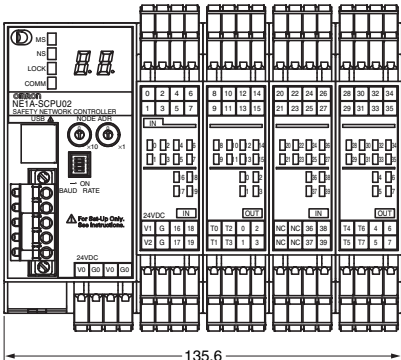 MS
NS
LOCK
COMM
OMRON
NE1A-SCPU02
SAFETY NETWORK CONTROLLER
USB NODE ADR
×10 ×1
ON
BAUD RATE
For Set-Up Only.
See Instructions.
24VDC
V0 G0 V0 G0
0 2 4 6
1 3 5 7
IN
24VDC IN
V1 G 16 18
V2 G 17 19
8 10 12 14
9 11 13 15
OUT
T0 T2 0 2
T1 T3 1 3
20 22 24 26
21 23 25 27
IN
NC NC 36 38
NC NC 37 39
28 30 32 34
29 31 33 35
OUT
T4 T6 4 6
T5 T7 5 7
135.6